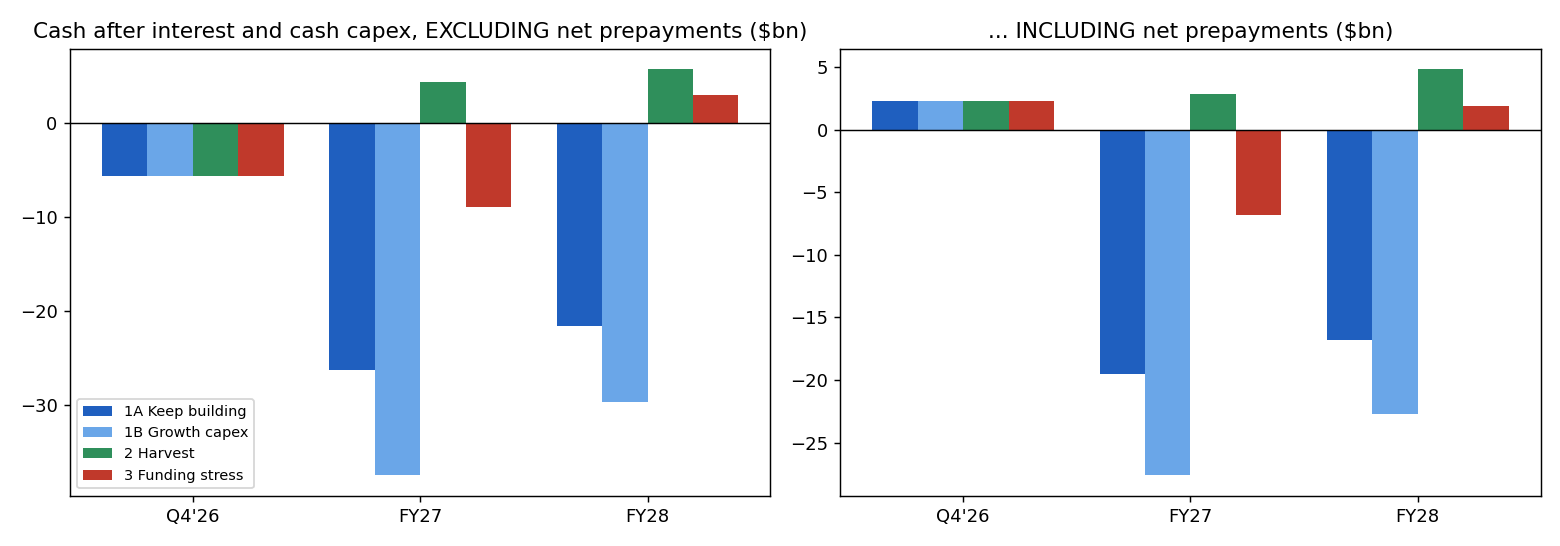 Cash after interest and cash capex, EXCLUDING net prepayments ($bn)
0
−10
−20
−30
1A Keep building
1B Growth capex
2 Harvest
3 Funding stress
Q4'26 FY27 FY28
... INCLUDING net prepayments ($bn)
5
0
−5
−10
−15
−20
−25
Q4'26 FY27 FY28